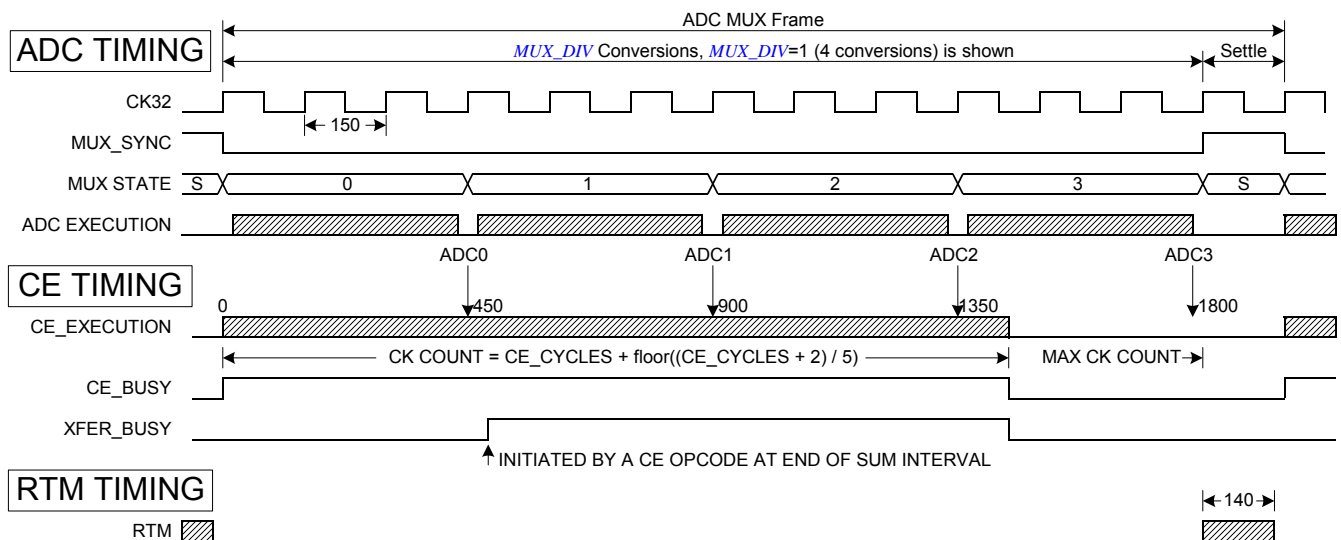 ADC MUX Frame
ADC TIMING
MUX_DIV Conversions, MUX_DIV=1 (4 conversions) is shown
Settle
CK32
150
MUX_SYNC
MUX STATE
S
0
1
2
3
S
ADC EXECUTION
ADC0
ADC1
ADC2
ADC3
CE TIMING
0
450
900
1350
1800
CE_EXECUTION
CK COUNT = CE_CYCLES + floor((CE_CYCLES + 2) / 5)
MAX CK COUNT
CE_BUSY
XFER_BUSY
INITIATED BY A CE OPCODE AT END OF SUM INTERVAL
RTM TIMING
140
RTM